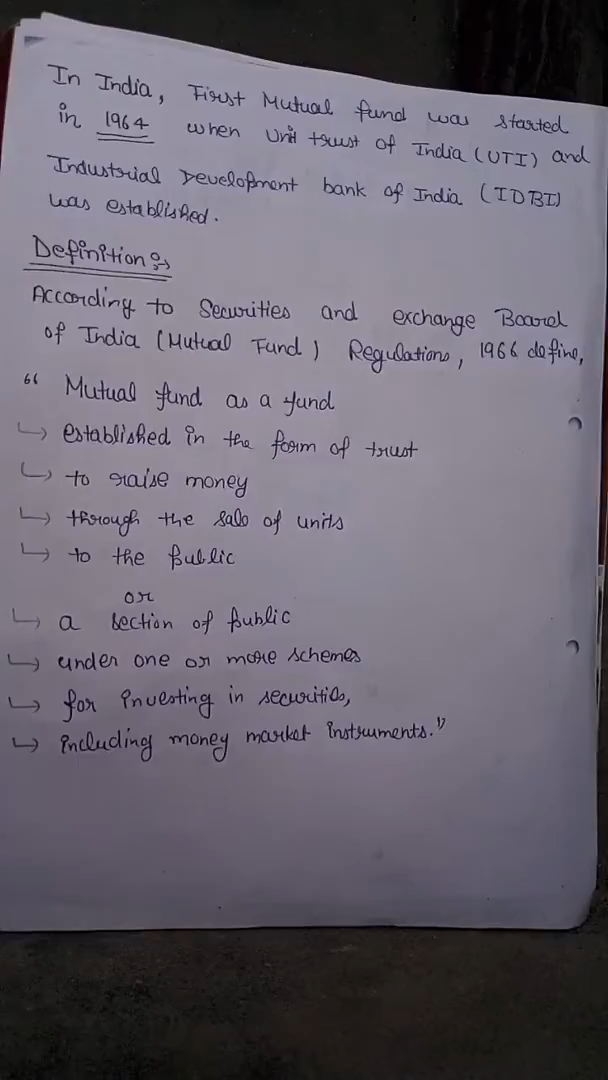 In India, First Mutual fund was started
in 1964 when Unit trust of India (UTI) and
Industrial Development bank of India (IDBI)
was established.
Definition :→
According to Securities and exchange Board
of India (Mutual Fund) Regulations, 1966 define,
“ Mutual fund as a fund
↳ established in the form of trust
↳ to raise money
↳ through the sale of units
↳ to the public
or
↳ a section of public
↳ under one or more schemes
↳ for investing in securities,
↳ including money market instruments.”